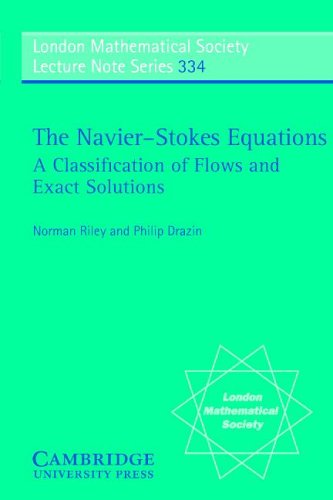 London Mathematical Society
Lecture Note Series 334
The Navier–Stokes Equations
A Classification of Flows and
Exact Solutions
Norman Riley and Philip Drazin
London
Mathematical
Society
CAMBRIDGE
UNIVERSITY PRESS